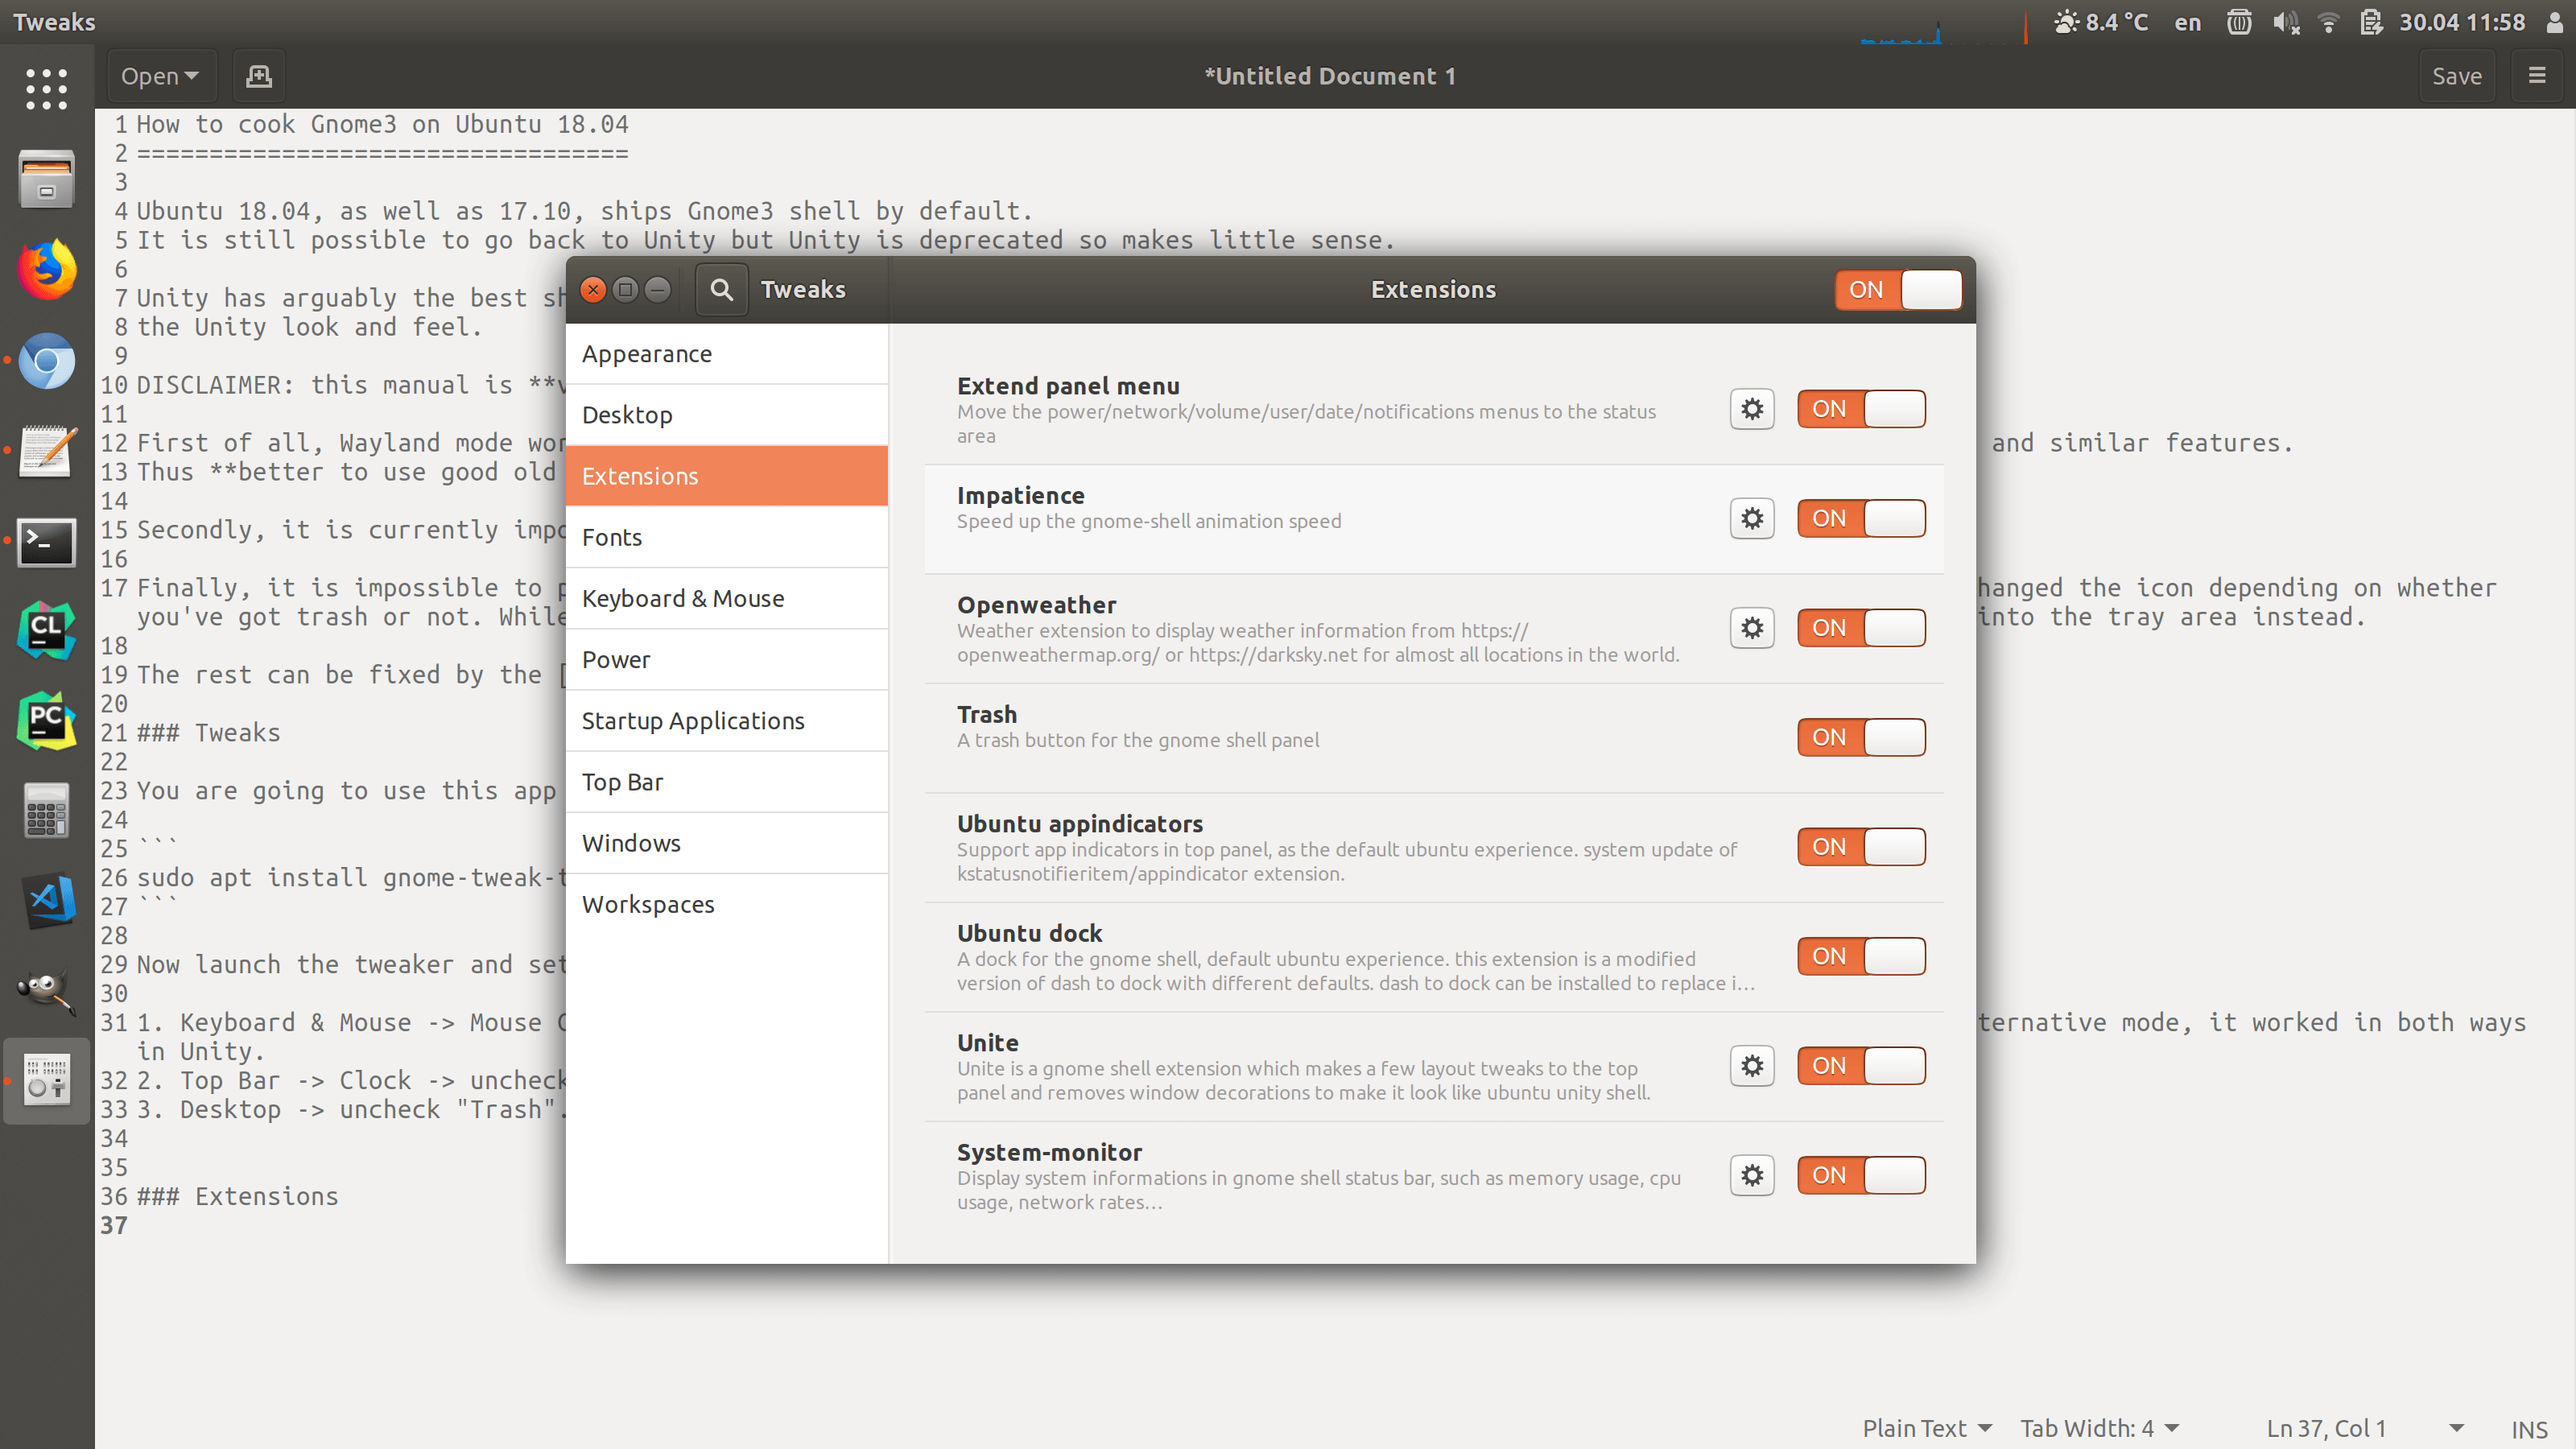 Tweaks
8.4 °C en 30.04 11:58
Open
*Untitled Document 1
Save
1 How to cook Gnome3 on Ubuntu 18.04
2 ==================================
3
4 Ubuntu 18.04, as well as 17.10, ships Gnome3 shell by default.
5 It is still possible to go back to Unity but Unity is deprecated so makes little sense.
6
7 Unity has arguably the best sh
8 the Unity look and feel.
9
10 DISCLAIMER: this manual is **v
11
12 First of all, Wayland mode wor
and similar features.
13 Thus **better to use good old
14
15 Secondly, it is currently impo
16
17 Finally, it is impossible to p
hanged the icon depending on whether
you've got trash or not. While
into the tray area instead.
18
19 The rest can be fixed by the [
20
21 ### Tweaks
22
23 You are going to use this app
24
25 ```
26 sudo apt install gnome-tweak-t
27 ```
28
29 Now launch the tweaker and set
30
31 1. Keyboard & Mouse -> Mouse C
ternative mode, it worked in both ways
in Unity.
32 2. Top Bar -> Clock -> uncheck
33 3. Desktop -> uncheck "Trash".
34
35
36 ### Extensions
37
Tweaks
Extensions
ON
Appearance
Desktop
Extensions
Fonts
Keyboard & Mouse
Power
Startup Applications
Top Bar
Windows
Workspaces
Extend panel menu
Move the power/network/volume/user/date/notifications menus to the status
area
ON
Impatience
Speed up the gnome-shell animation speed
ON
Openweather
Weather extension to display weather information from https://
openweathermap.org/ or https://darksky.net for almost all locations in the world.
ON
Trash
A trash button for the gnome shell panel
ON
Ubuntu appindicators
Support app indicators in top panel, as the default ubuntu experience. system update of
kstatusnotifieritem/appindicator extension.
ON
Ubuntu dock
A dock for the gnome shell, default ubuntu experience. this extension is a modified
version of dash to dock with different defaults. dash to dock can be installed to replace i...
ON
Unite
Unite is a gnome shell extension which makes a few layout tweaks to the top
panel and removes window decorations to make it look like ubuntu unity shell.
ON
System-monitor
Display system informations in gnome shell status bar, such as memory usage, cpu
usage, network rates...
ON
CL
PC
Plain Text
Tab Width: 4
Ln 37, Col 1
INS